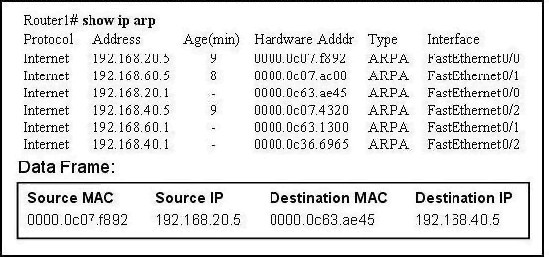 Router1# show ip arp
Protocol Address Age(min) Hardware Adddr Type Interface
Internet 192.168.20.5 9 0000.0c07.f892 ARPA FastEthernet0/0
Internet 192.168.60.5 8 0000.0c07.ac00 ARPA FastEthernet0/1
Internet 192.168.20.1 - 0000.0c63.ae45 ARPA FastEthernet0/0
Internet 192.168.40.5 9 0000.0c07.4320 ARPA FastEthernet0/2
Internet 192.168.60.1 - 0000.0c63.1300 ARPA FastEthernet0/1
Internet 192.168.40.1 - 0000.0c36.6965 ARPA FastEthernet0/2
Data Frame:
Source MAC Source IP Destination MAC Destination IP
0000.0c07.f892 192.168.20.5 0000.0c63.ae45 192.168.40.5